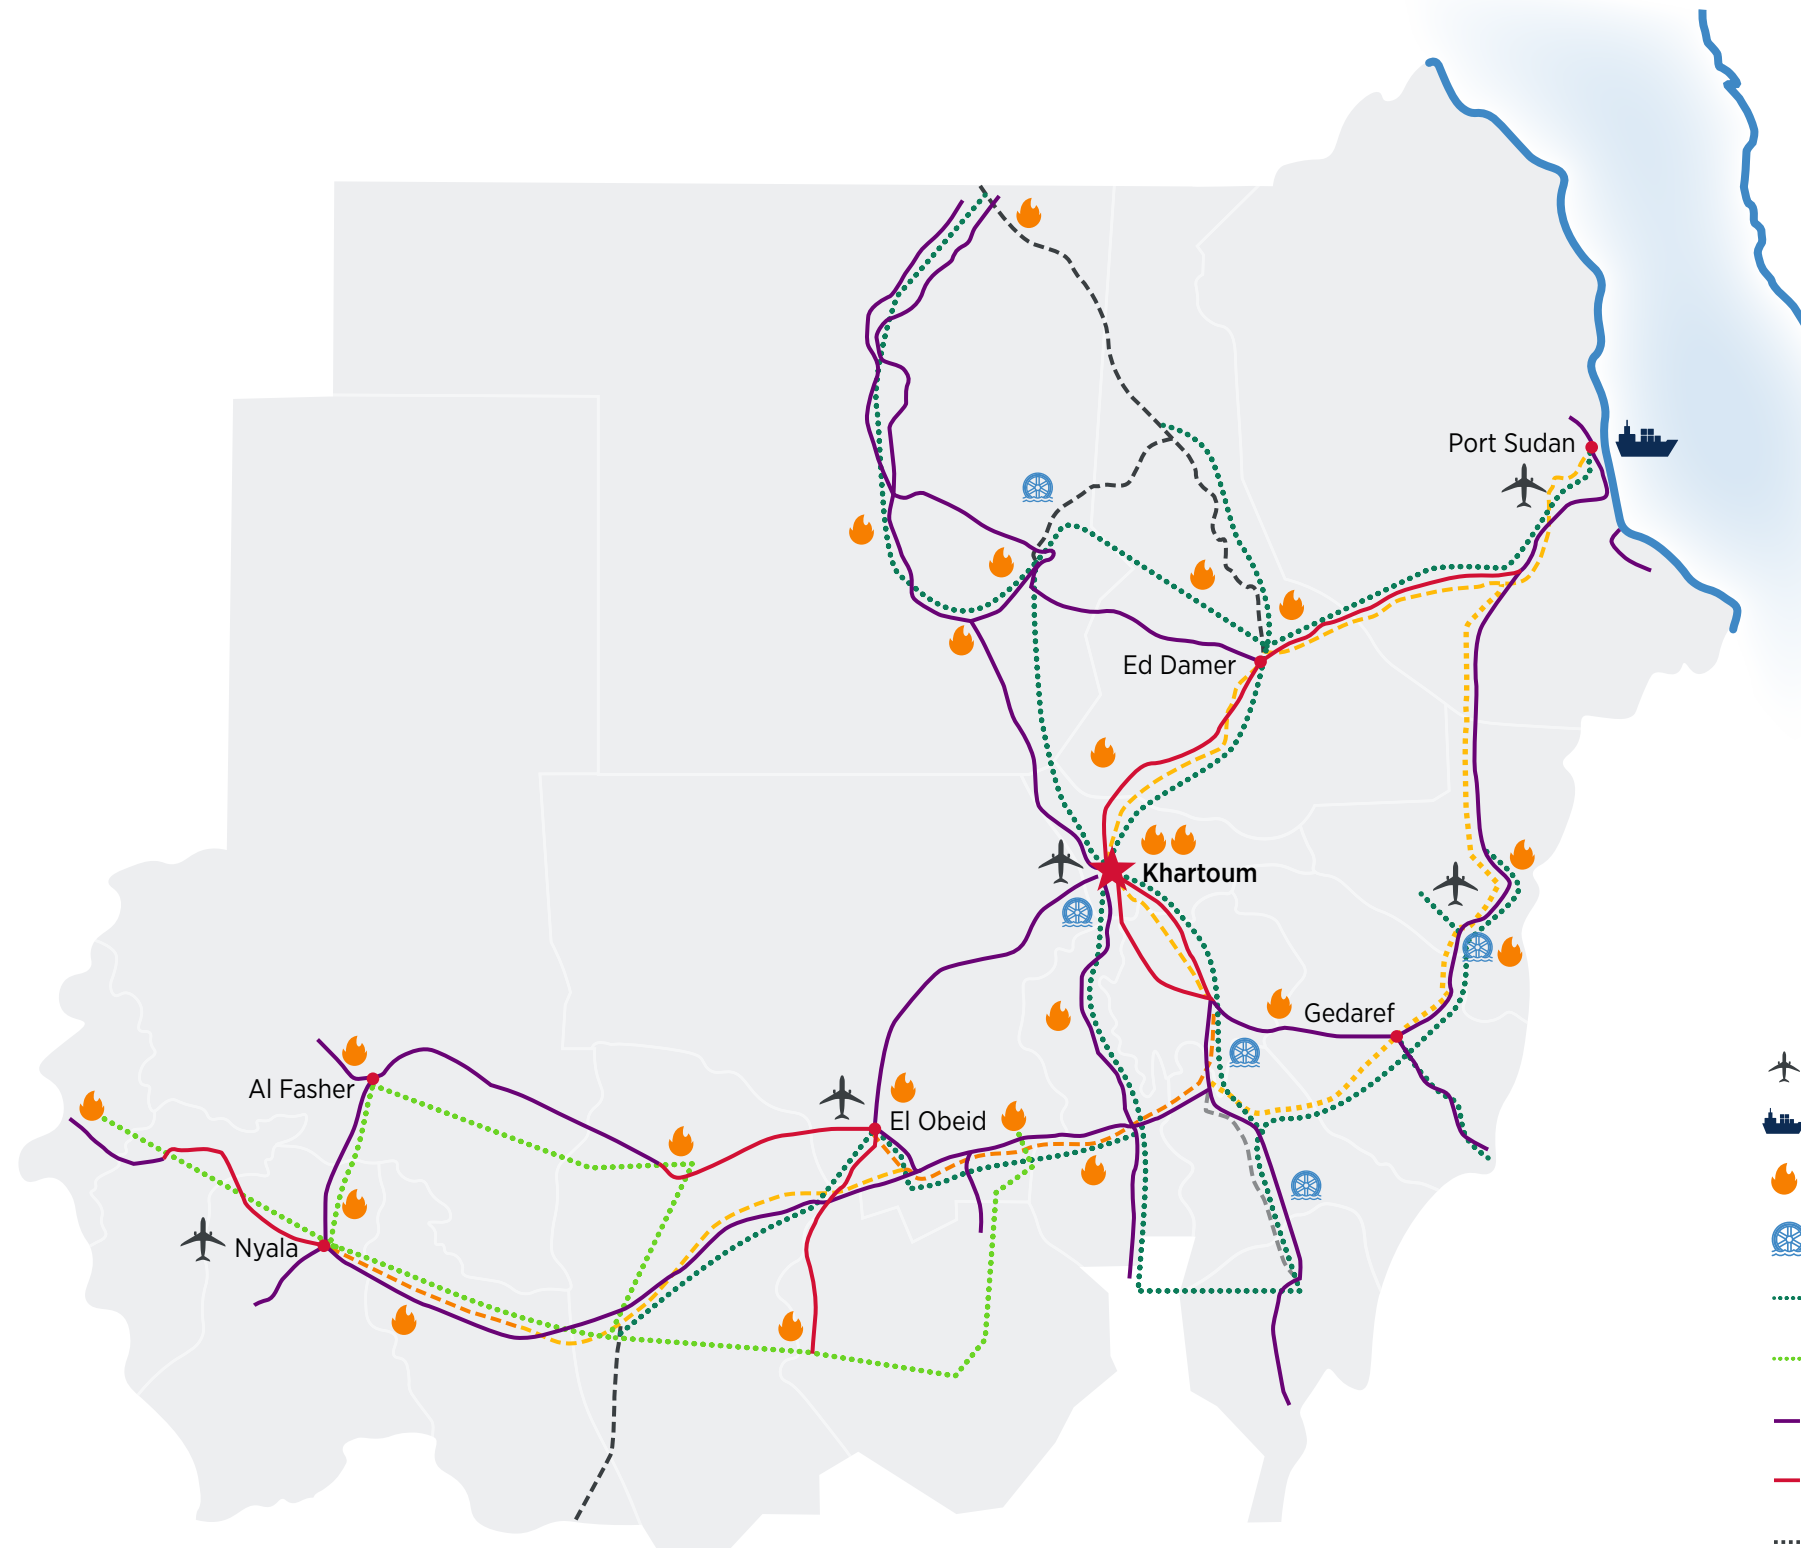 Port Sudan
Ed Damer
Khartoum
Gedaref
Al Fasher
El Obeid
Nyala